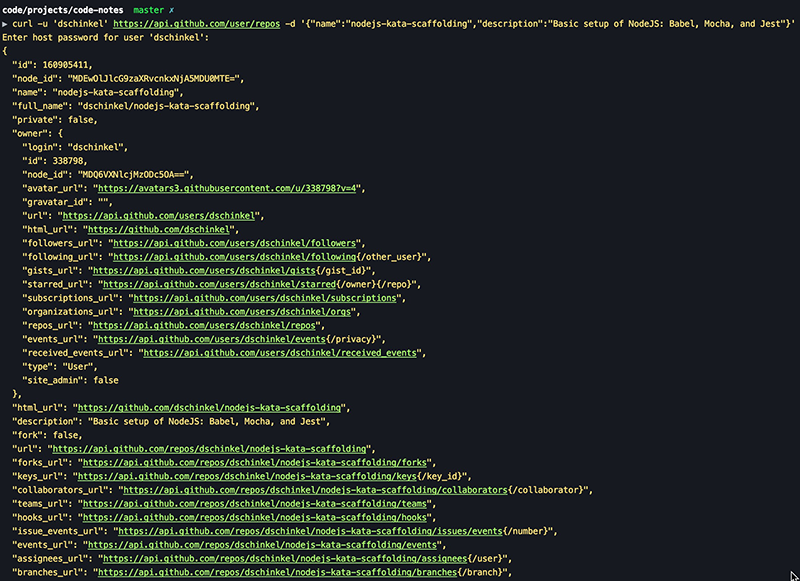 code/projects/code-notes master ✗
▶ curl -u 'dschinkel' https://api.github.com/user/repos -d '{"name":"nodejs-kata-scaffolding","description":"Basic setup of NodeJS: Babel, Mocha, and Jest"}'
Enter host password for user 'dschinkel':
{
  "id": 160905411,
  "node_id": "MDEwOlJlcG9zaXRvcnkxNjA5MDU0MTE=",
  "name": "nodejs-kata-scaffolding",
  "full_name": "dschinkel/nodejs-kata-scaffolding",
  "private": false,
  "owner": {
    "login": "dschinkel",
    "id": 338798,
    "node_id": "MDQ6VXNlcjMzODc5OA==",
    "avatar_url": "https://avatars3.githubusercontent.com/u/338798?v=4",
    "gravatar_id": "",
    "url": "https://api.github.com/users/dschinkel",
    "html_url": "https://github.com/dschinkel",
    "followers_url": "https://api.github.com/users/dschinkel/followers",
    "following_url": "https://api.github.com/users/dschinkel/following{/other_user}",
    "gists_url": "https://api.github.com/users/dschinkel/gists{/gist_id}",
    "starred_url": "https://api.github.com/users/dschinkel/starred{/owner}{/repo}",
    "subscriptions_url": "https://api.github.com/users/dschinkel/subscriptions",
    "organizations_url": "https://api.github.com/users/dschinkel/orgs",
    "repos_url": "https://api.github.com/users/dschinkel/repos",
    "events_url": "https://api.github.com/users/dschinkel/events{/privacy}",
    "received_events_url": "https://api.github.com/users/dschinkel/received_events",
    "type": "User",
    "site_admin": false
  },
  "html_url": "https://github.com/dschinkel/nodejs-kata-scaffolding",
  "description": "Basic setup of NodeJS: Babel, Mocha, and Jest",
  "fork": false,
  "url": "https://api.github.com/repos/dschinkel/nodejs-kata-scaffolding",
  "forks_url": "https://api.github.com/repos/dschinkel/nodejs-kata-scaffolding/forks",
  "keys_url": "https://api.github.com/repos/dschinkel/nodejs-kata-scaffolding/keys{/key_id}",
  "collaborators_url": "https://api.github.com/repos/dschinkel/nodejs-kata-scaffolding/collaborators{/collaborator}",
  "teams_url": "https://api.github.com/repos/dschinkel/nodejs-kata-scaffolding/teams",
  "hooks_url": "https://api.github.com/repos/dschinkel/nodejs-kata-scaffolding/hooks",
  "issue_events_url": "https://api.github.com/repos/dschinkel/nodejs-kata-scaffolding/issues/events{/number}",
  "events_url": "https://api.github.com/repos/dschinkel/nodejs-kata-scaffolding/events",
  "assignees_url": "https://api.github.com/repos/dschinkel/nodejs-kata-scaffolding/assignees{/user}",
  "branches_url": "https://api.github.com/repos/dschinkel/nodejs-kata-scaffolding/branches{/branch}",